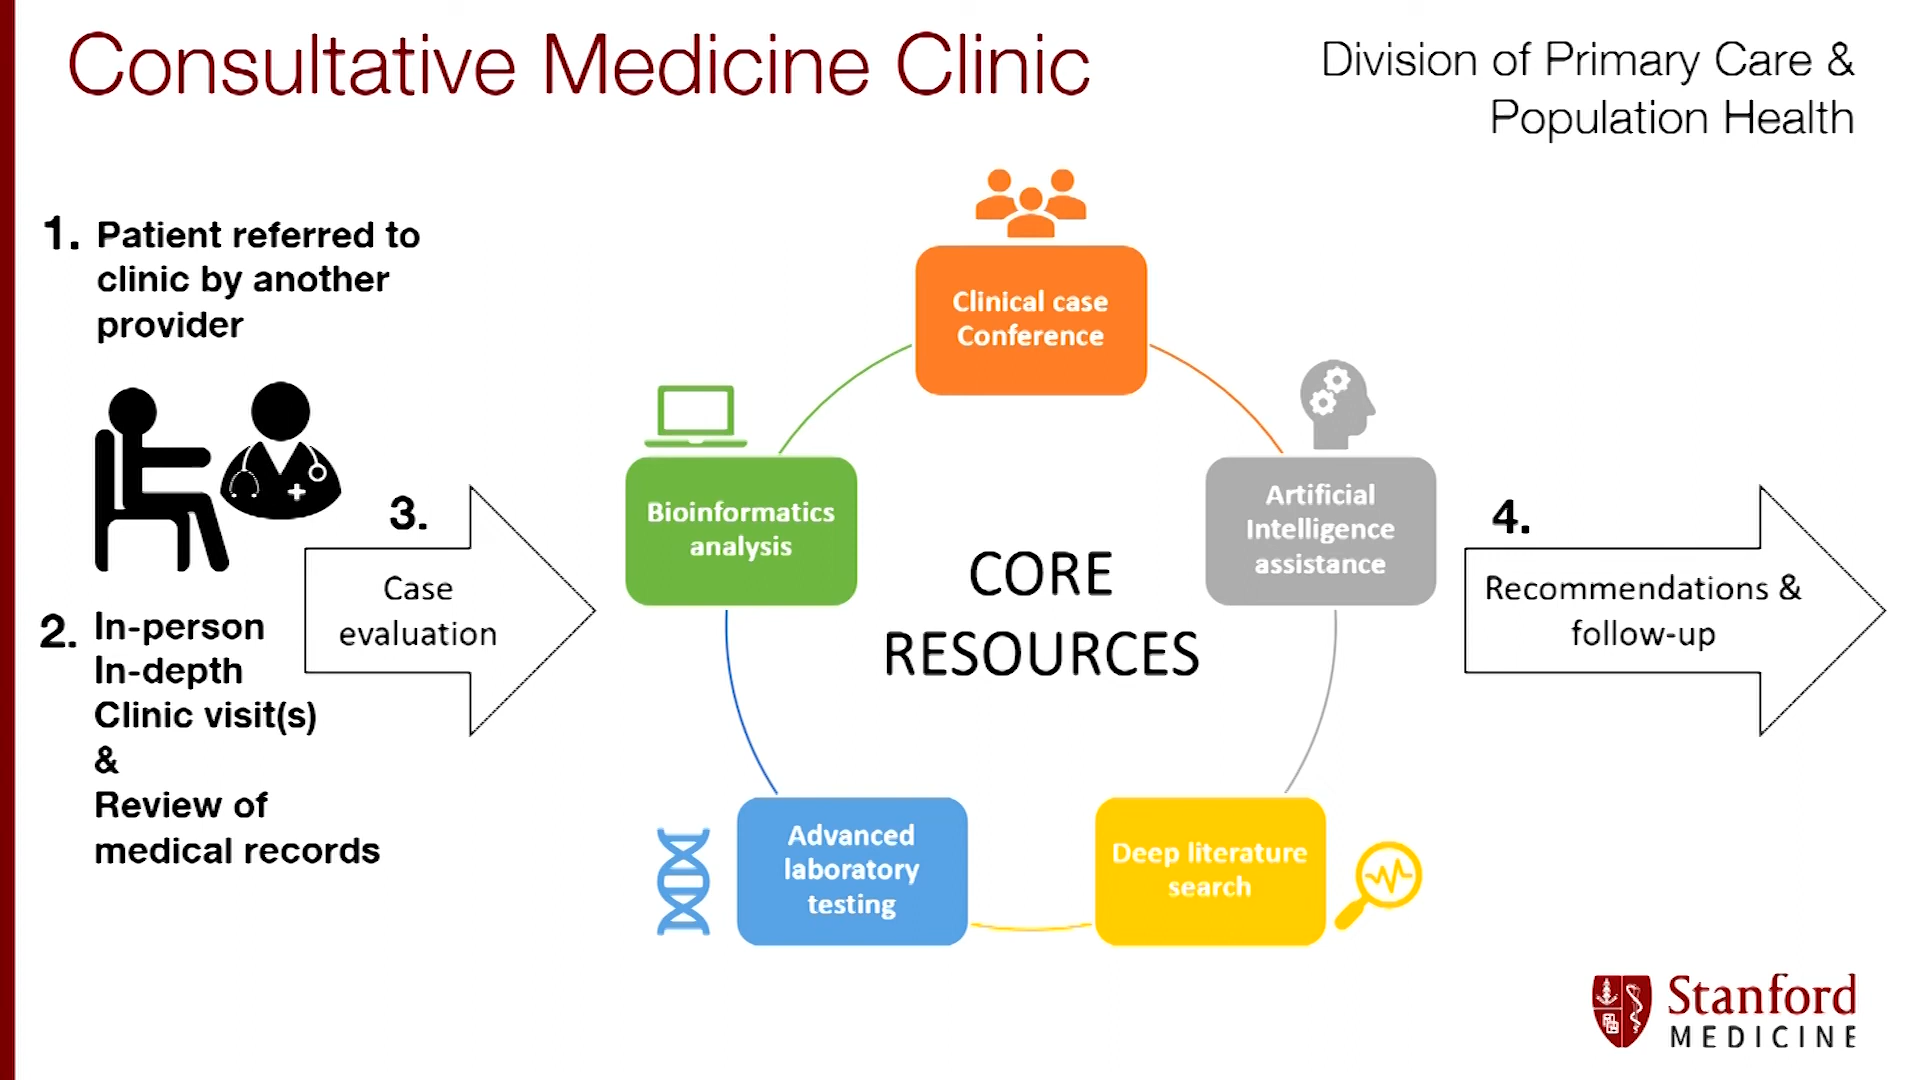 Consultative Medicine Clinic
Division of Primary Care &
Population Health
1. Patient referred to
clinic by another
provider
2. In-person
In-depth
Clinic visit(s)
&
Review of
medical records
3.
Case
evaluation
Clinical case
Conference
Bioinformatics
analysis
Artificial
Intelligence
assistance
CORE
RESOURCES
Advanced
laboratory
testing
Deep literature
search
4.
Recommendations &
follow-up
Stanford
MEDICINE